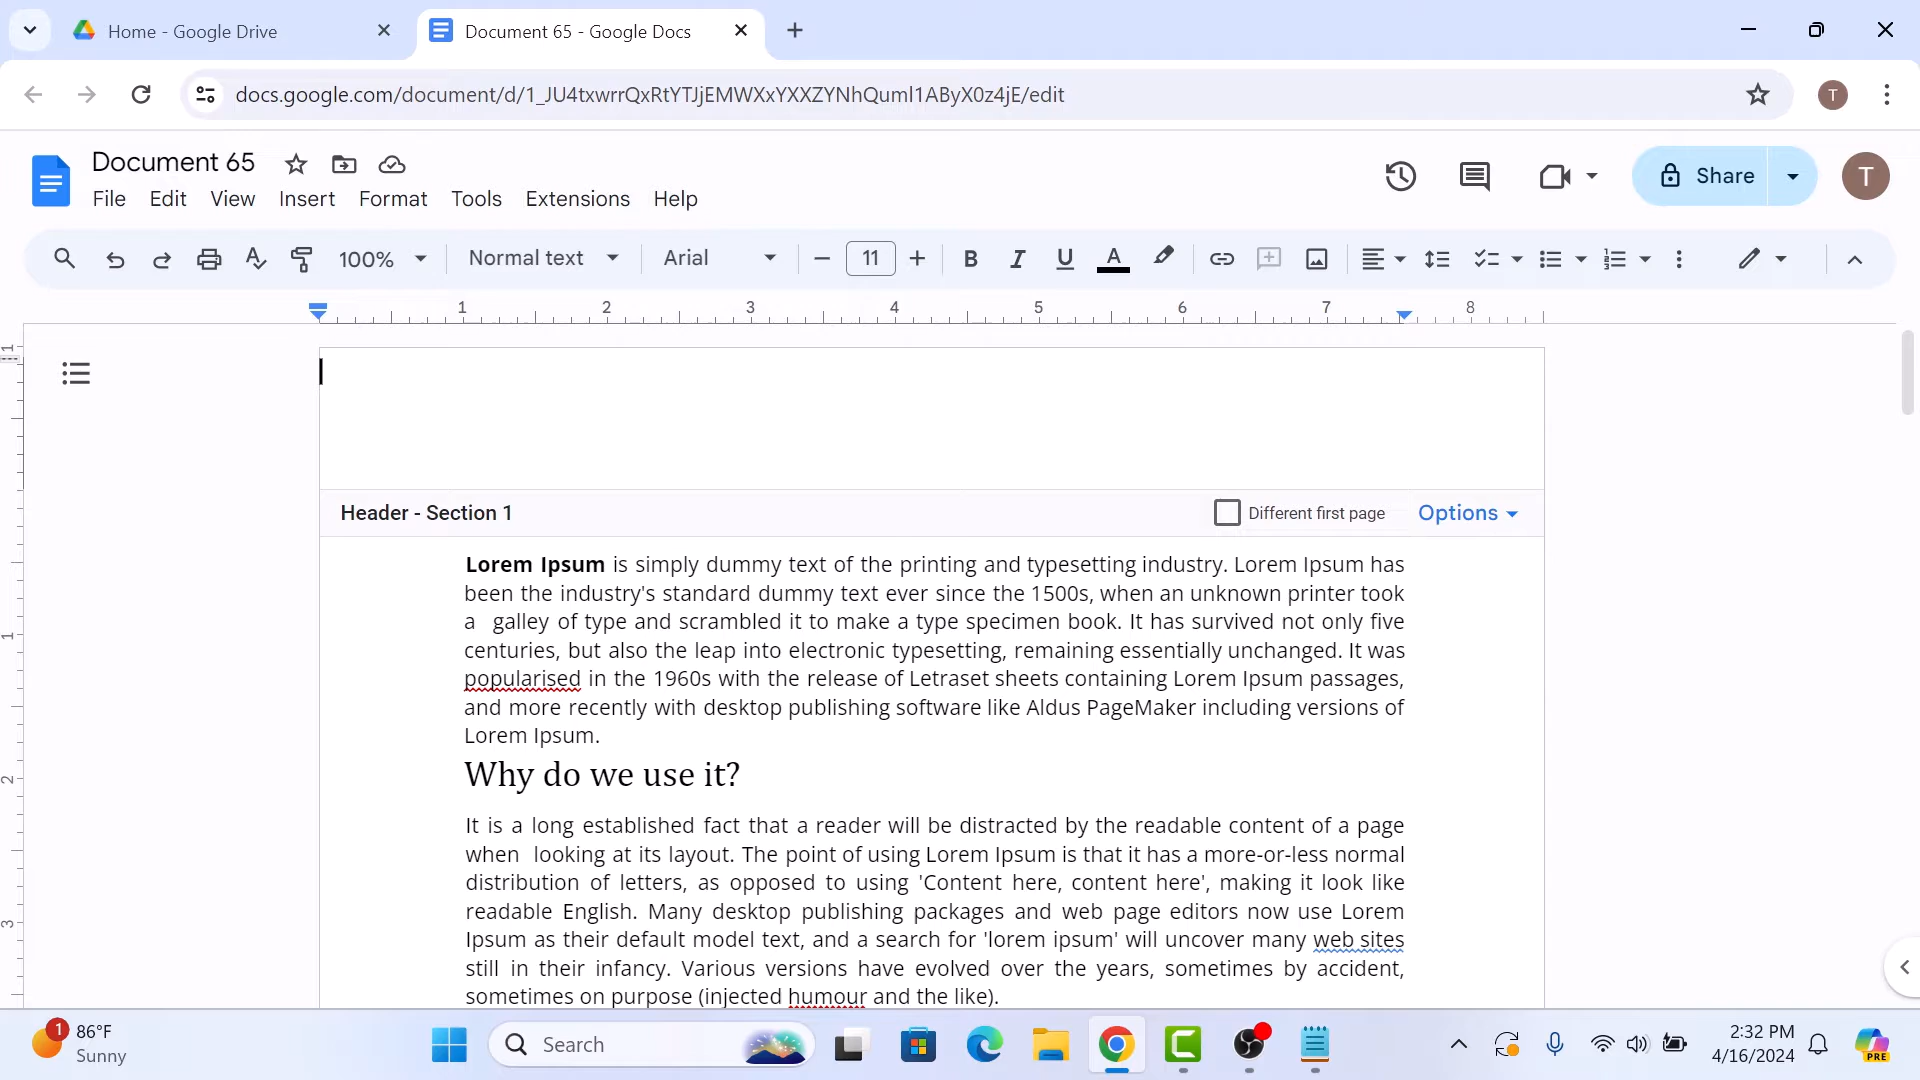 Home - Google Drive
Document 65 - Google Docs
docs.google.com/document/d/1_JU4txwrrQxRtYTJjEMWXxYXXZYNhQuml1AByX0z4jE/edit
T
Document 65
Share
T
File Edit View Insert Format Tools Extensions Help
100% Normal text Arial 11 B I U A
1 2 3 4 5 6 7 8
1
Header - Section 1
Different first page
Options
Lorem Ipsum is simply dummy text of the printing and typesetting industry. Lorem Ipsum has
been the industry's standard dummy text ever since the 1500s, when an unknown printer took
a galley of type and scrambled it to make a type specimen book. It has survived not only five
1
centuries, but also the leap into electronic typesetting, remaining essentially unchanged. It was
popularised in the 1960s with the release of Letraset sheets containing Lorem Ipsum passages,
and more recently with desktop publishing software like Aldus PageMaker including versions of
Lorem Ipsum.
Why do we use it?
2
It is a long established fact that a reader will be distracted by the readable content of a page
when looking at its layout. The point of using Lorem Ipsum is that it has a more-or-less normal
distribution of letters, as opposed to using 'Content here, content here', making it look like
readable English. Many desktop publishing packages and web page editors now use Lorem
3
Ipsum as their default model text, and a search for 'lorem ipsum' will uncover many web sites
still in their infancy. Various versions have evolved over the years, sometimes by accident,
sometimes on purpose (injected humour and the like).
1
86°F
Sunny
Search
2:32 PM
4/16/2024
PRE